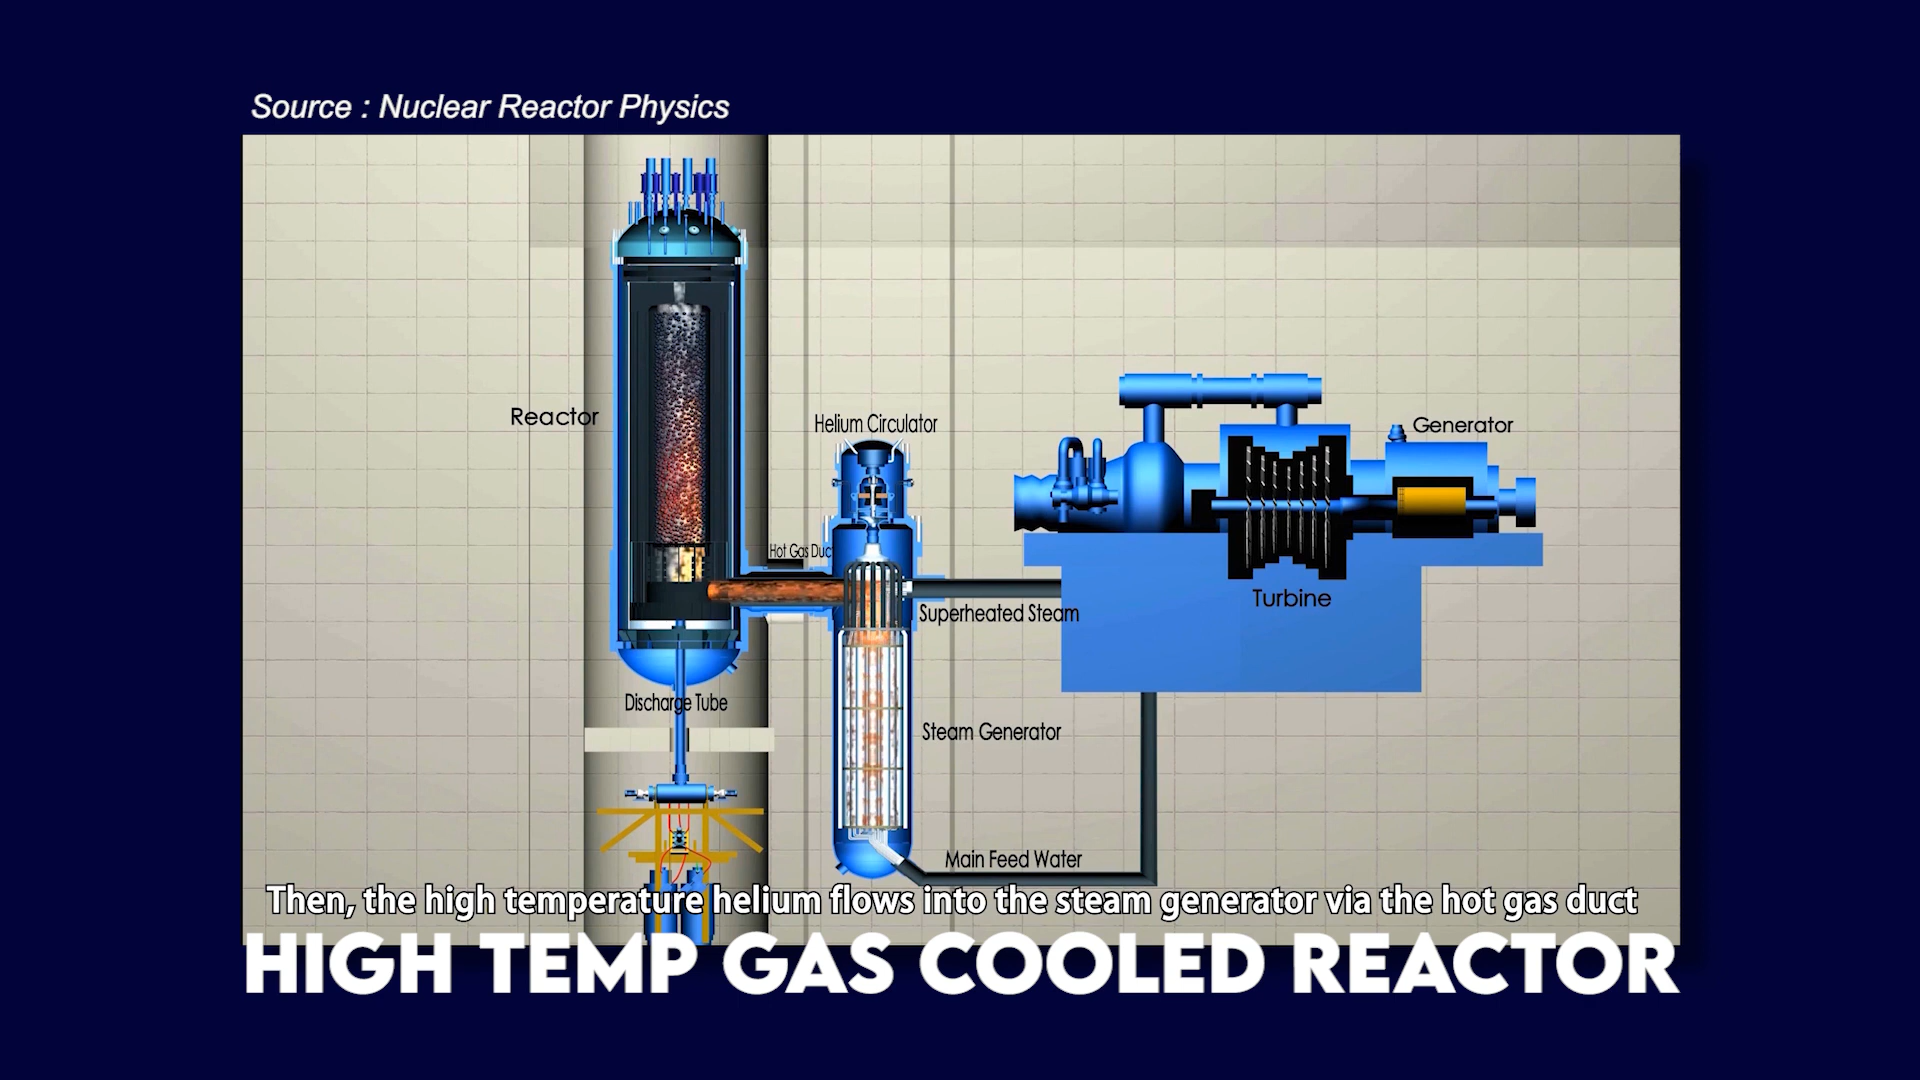 Source : Nuclear Reactor Physics
Reactor
Helium Circulator
Generator
Hot Gas Duc
Superheated Steam
Turbine
Discharge Tube
Steam Generator
Main Feed Water
Then, the high temperature helium flows into the steam generator via the hot gas duct
HIGH TEMP GAS COOLED REACTOR